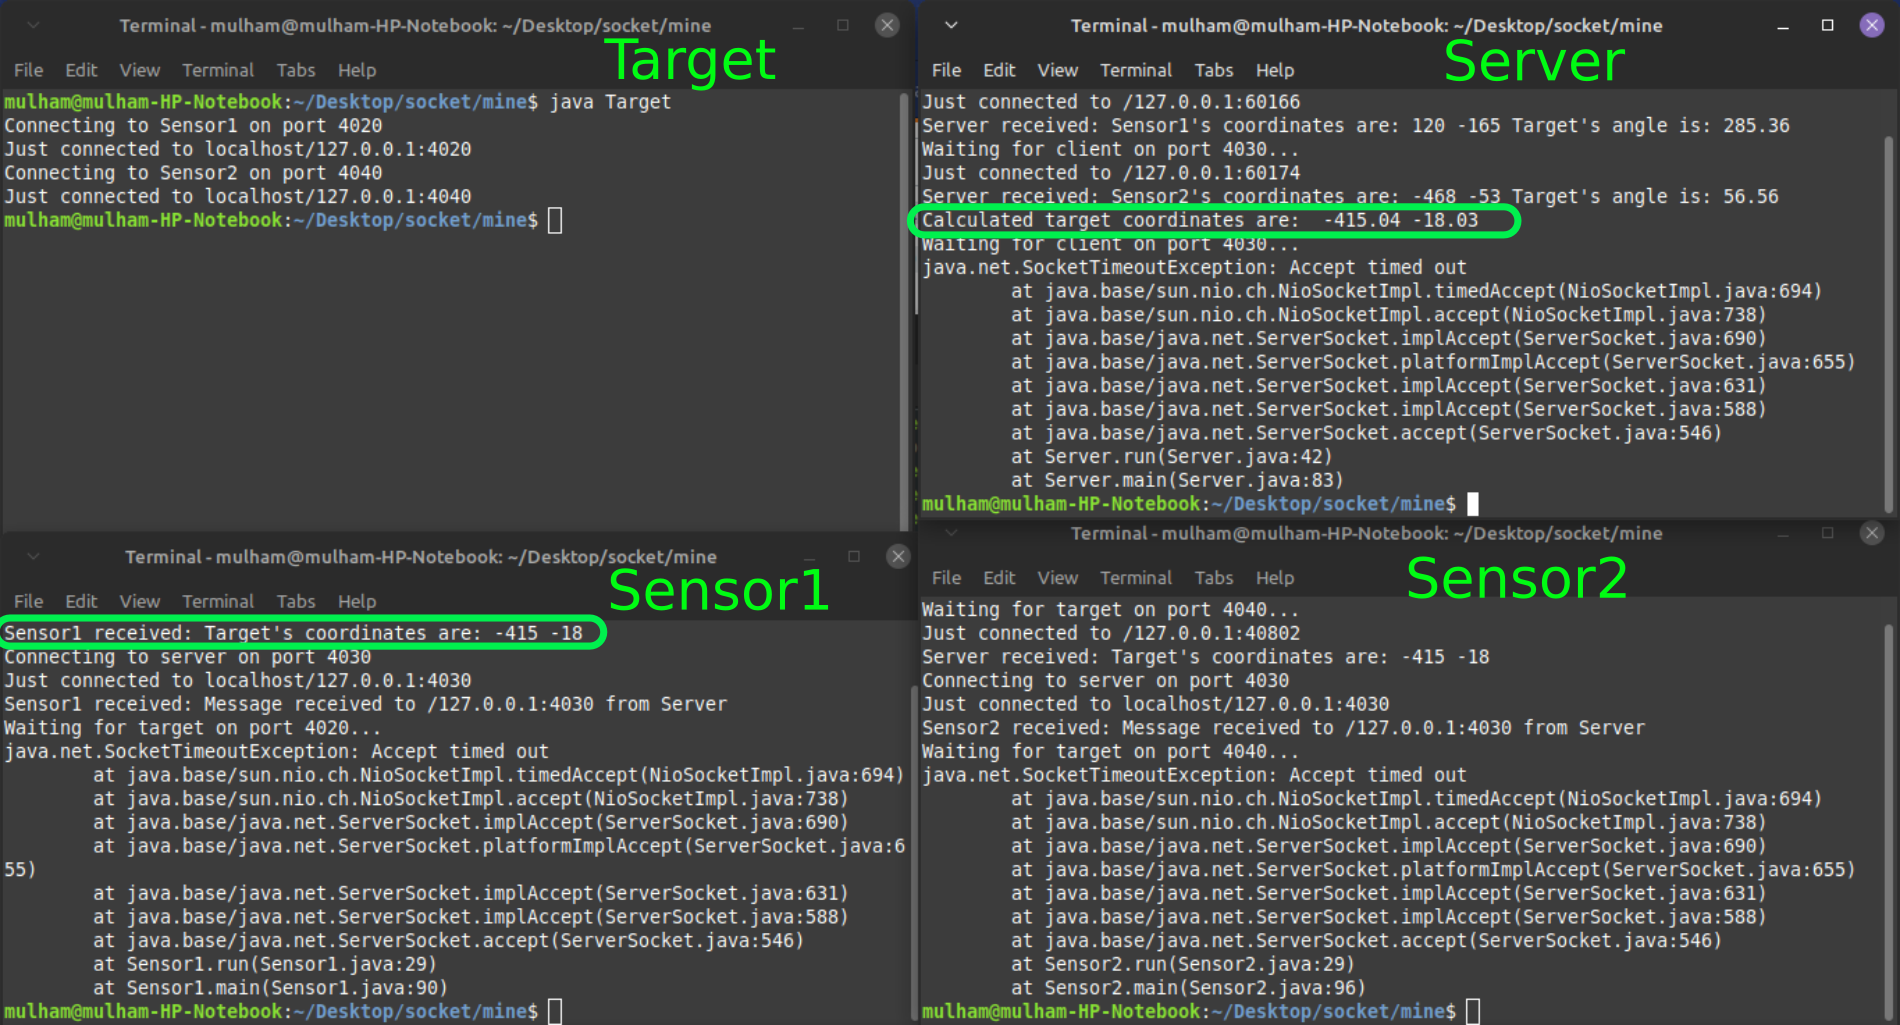 Terminal - mulham@mulham-HP-Notebook: ~/Desktop/socket/mine
Target
File Edit View Terminal Tabs Help
mulham@mulham-HP-Notebook:~/Desktop/socket/mine$ java Target
Connecting to Sensor1 on port 4020
Just connected to localhost/127.0.0.1:4020
Connecting to Sensor2 on port 4040
Just connected to localhost/127.0.0.1:4040
mulham@mulham-HP-Notebook:~/Desktop/socket/mine$
Terminal - mulham@mulham-HP-Notebook: ~/Desktop/socket/mine
Server
File Edit View Terminal Tabs Help
Just connected to /127.0.0.1:60166
Server received: Sensor1's coordinates are: 120 -165 Target's angle is: 285.36
Waiting for client on port 4030...
Just connected to /127.0.0.1:60174
Server received: Sensor2's coordinates are: -468 -53 Target's angle is: 56.56
Calculated target coordinates are:  -415.04 -18.03
Waiting for client on port 4030...
java.net.SocketTimeoutException: Accept timed out
at java.base/sun.nio.ch.NioSocketImpl.timedAccept(NioSocketImpl.java:694)
at java.base/sun.nio.ch.NioSocketImpl.accept(NioSocketImpl.java:738)
at java.base/java.net.ServerSocket.implAccept(ServerSocket.java:690)
at java.base/java.net.ServerSocket.platformImplAccept(ServerSocket.java:655)
at java.base/java.net.ServerSocket.implAccept(ServerSocket.java:631)
at java.base/java.net.ServerSocket.implAccept(ServerSocket.java:588)
at java.base/java.net.ServerSocket.accept(ServerSocket.java:546)
at Server.run(Server.java:42)
at Server.main(Server.java:83)
mulham@mulham-HP-Notebook:~/Desktop/socket/mine$
Terminal - mulham@mulham-HP-Notebook: ~/Desktop/socket/mine
Sensor1
File Edit View Terminal Tabs Help
Sensor1 received: Target's coordinates are: -415 -18
Connecting to server on port 4030
Just connected to localhost/127.0.0.1:4030
Sensor1 received: Message received to /127.0.0.1:4030 from Server
Waiting for target on port 4020...
java.net.SocketTimeoutException: Accept timed out
at java.base/sun.nio.ch.NioSocketImpl.timedAccept(NioSocketImpl.java:694)
at java.base/sun.nio.ch.NioSocketImpl.accept(NioSocketImpl.java:738)
at java.base/java.net.ServerSocket.implAccept(ServerSocket.java:690)
at java.base/java.net.ServerSocket.platformImplAccept(ServerSocket.java:6
55)
at java.base/java.net.ServerSocket.implAccept(ServerSocket.java:631)
at java.base/java.net.ServerSocket.implAccept(ServerSocket.java:588)
at java.base/java.net.ServerSocket.accept(ServerSocket.java:546)
at Sensor1.run(Sensor1.java:29)
at Sensor1.main(Sensor1.java:90)
mulham@mulham-HP-Notebook:~/Desktop/socket/mine$
Terminal - mulham@mulham-HP-Notebook: ~/Desktop/socket/mine
Sensor2
File Edit View Terminal Tabs Help
Waiting for target on port 4040...
Just connected to /127.0.0.1:40802
Server received: Target's coordinates are: -415 -18
Connecting to server on port 4030
Just connected to localhost/127.0.0.1:4030
Sensor2 received: Message received to /127.0.0.1:4030 from Server
Waiting for target on port 4040...
java.net.SocketTimeoutException: Accept timed out
at java.base/sun.nio.ch.NioSocketImpl.timedAccept(NioSocketImpl.java:694)
at java.base/sun.nio.ch.NioSocketImpl.accept(NioSocketImpl.java:738)
at java.base/java.net.ServerSocket.implAccept(ServerSocket.java:690)
at java.base/java.net.ServerSocket.platformImplAccept(ServerSocket.java:655)
at java.base/java.net.ServerSocket.implAccept(ServerSocket.java:631)
at java.base/java.net.ServerSocket.implAccept(ServerSocket.java:588)
at java.base/java.net.ServerSocket.accept(ServerSocket.java:546)
at Sensor2.run(Sensor2.java:29)
at Sensor2.main(Sensor2.java:96)
mulham@mulham-HP-Notebook:~/Desktop/socket/mine$